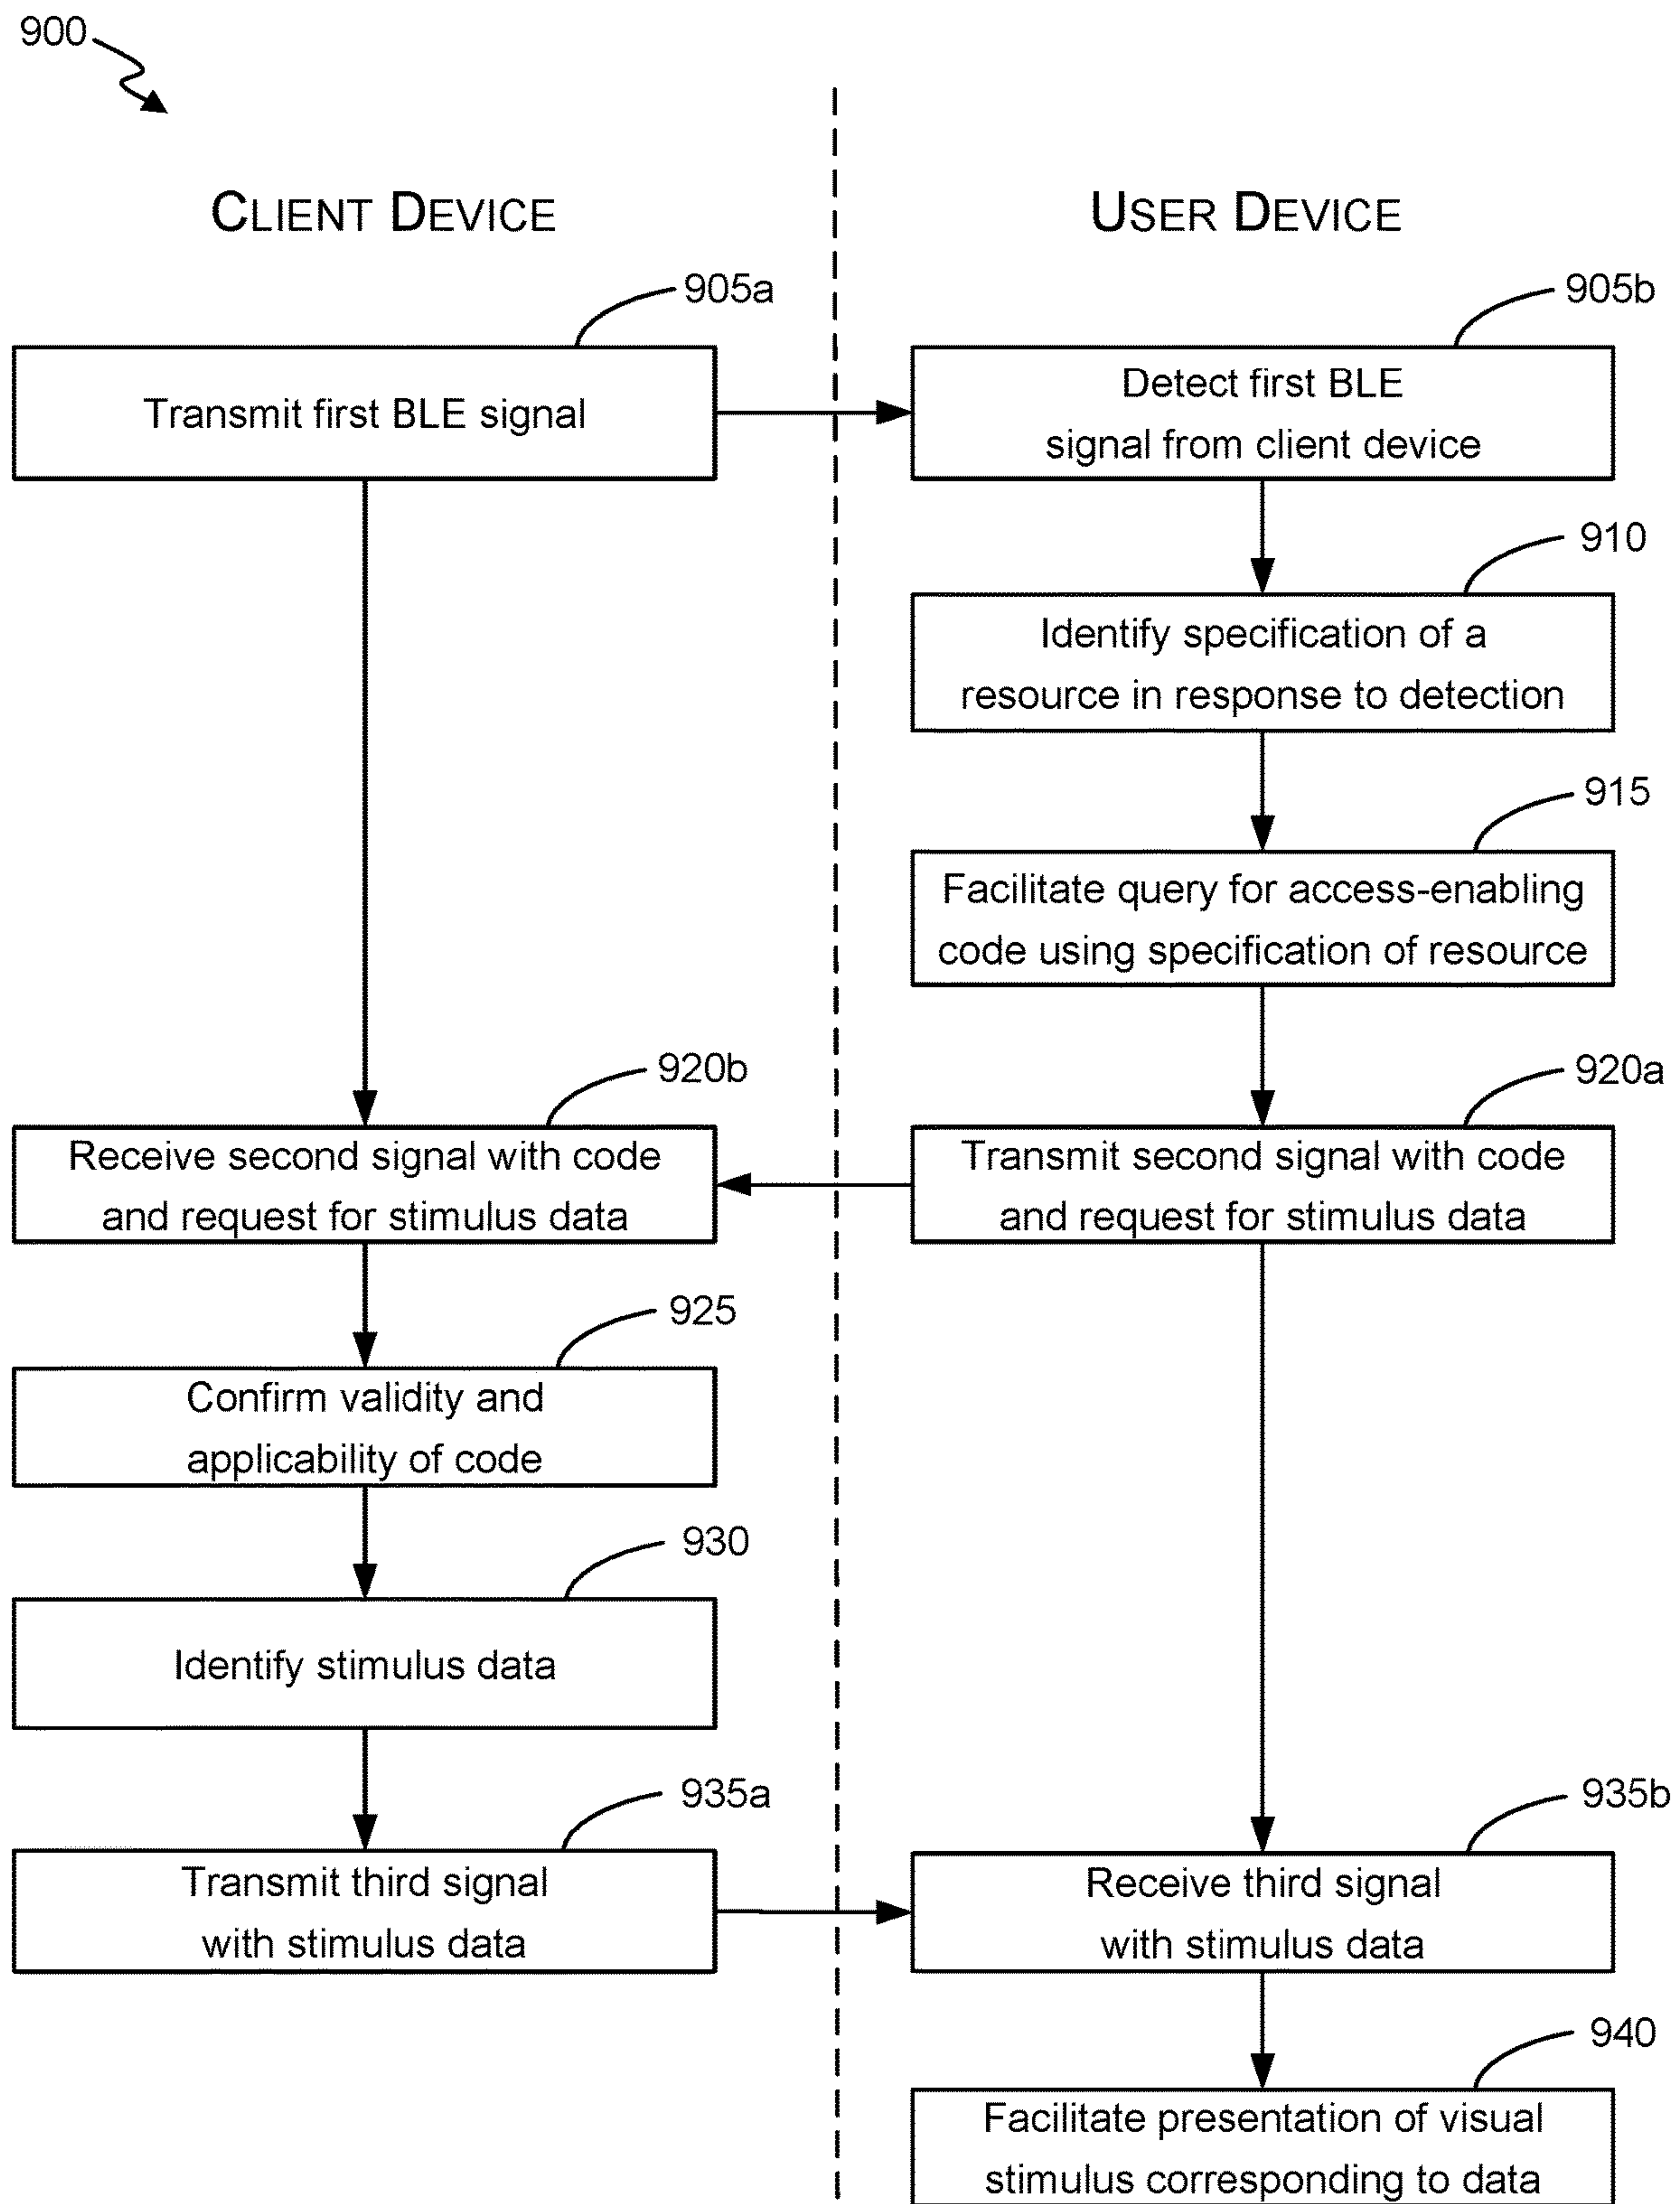 900
CLIENT DEVICE
USER DEVICE
905a
Transmit first BLE signal
905b
Detect first BLE
signal from client device
910
Identify specification of a
resource in response to detection
915
Facilitate query for access-enabling
code using specification of resource
920b
Receive second signal with code
and request for stimulus data
920a
Transmit second signal with code
and request for stimulus data
925
Confirm validity and
applicability of code
930
Identify stimulus data
935a
Transmit third signal
with stimulus data
935b
Receive third signal
with stimulus data
940
Facilitate presentation of visual
stimulus corresponding to data